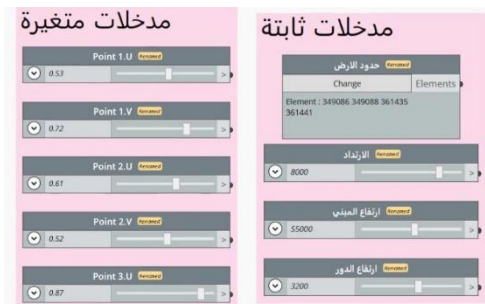 مدخلات ثابتة
حدود الارض Renamed
Change
Elements
Element : 349086 349088 361435
361441
الارتداد Renamed
8000
>
ارتفاع المبني Renamed
55000
>
ارتفاع الدور Renamed
3200
>
مدخلات متغيرة
Point 1.U Renamed
0.53
>
Point 1.V Renamed
0.72
>
Point 2.U Renamed
0.61
>
Point 2.V Renamed
0.52
>
Point 3.U Renamed
0.87
>